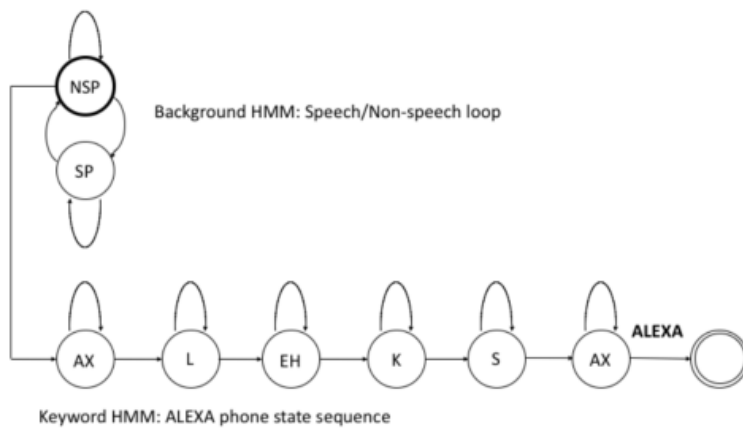 NSP
Background HMM: Speech/Non-speech loop
SP
ALEXA
AX L EH K S AX
Keyword HMM: ALEXA phone state sequence